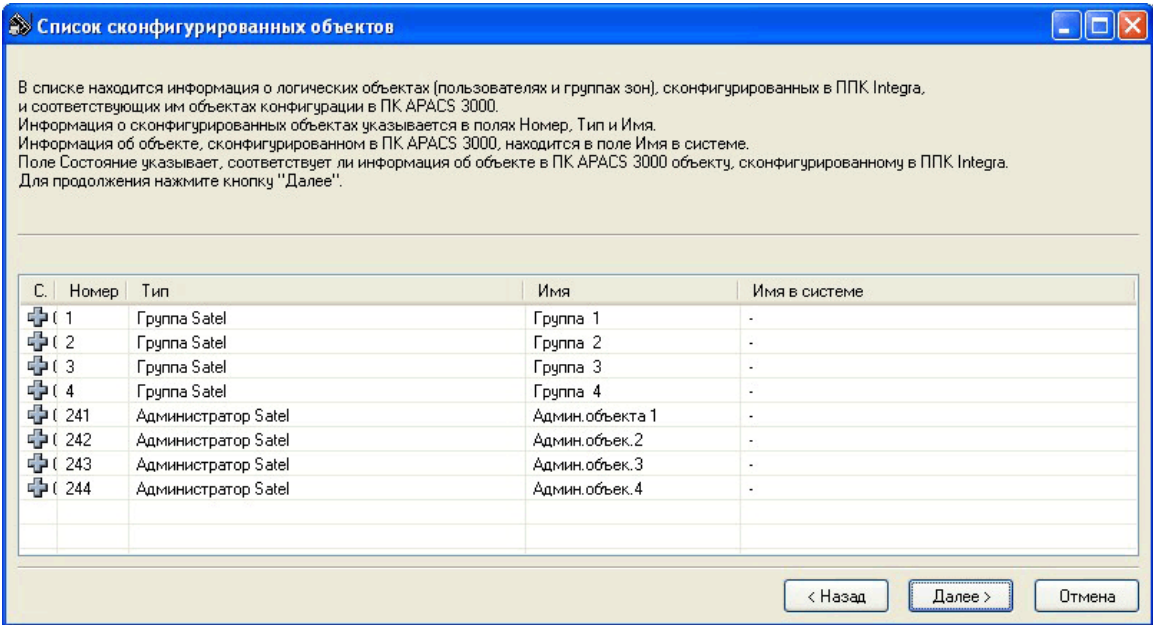 Список сконфигурированных объектов
В списке находится информация о логических объектах (пользователях и группах зон), сконфигурированных в ППК Integra,
и соответствующих им объектах конфигурации в ПК APACS 3000.
Информация о сконфигурированных объектах указывается в полях Номер, Тип и Имя.
Информация об объекте, сконфигурированном в ПК APACS 3000, находится в поле Имя в системе.
Поле Состояние указывает, соответствует ли информация об объекте в ПК APACS 3000 объекту, сконфигурированному в ППК Integra.
Для продолжения нажмите кнопку "Далее".
С. Номер Тип Имя Имя в системе
1 Группа Satel Группа 1 -
2 Группа Satel Группа 2 -
3 Группа Satel Группа 3 -
4 Группа Satel Группа 4 -
241 Администратор Satel Админ.объекта 1 -
242 Администратор Satel Админ.объек.2 -
243 Администратор Satel Админ.объек.3 -
244 Администратор Satel Админ.объек.4 -
< Назад Далее > Отмена